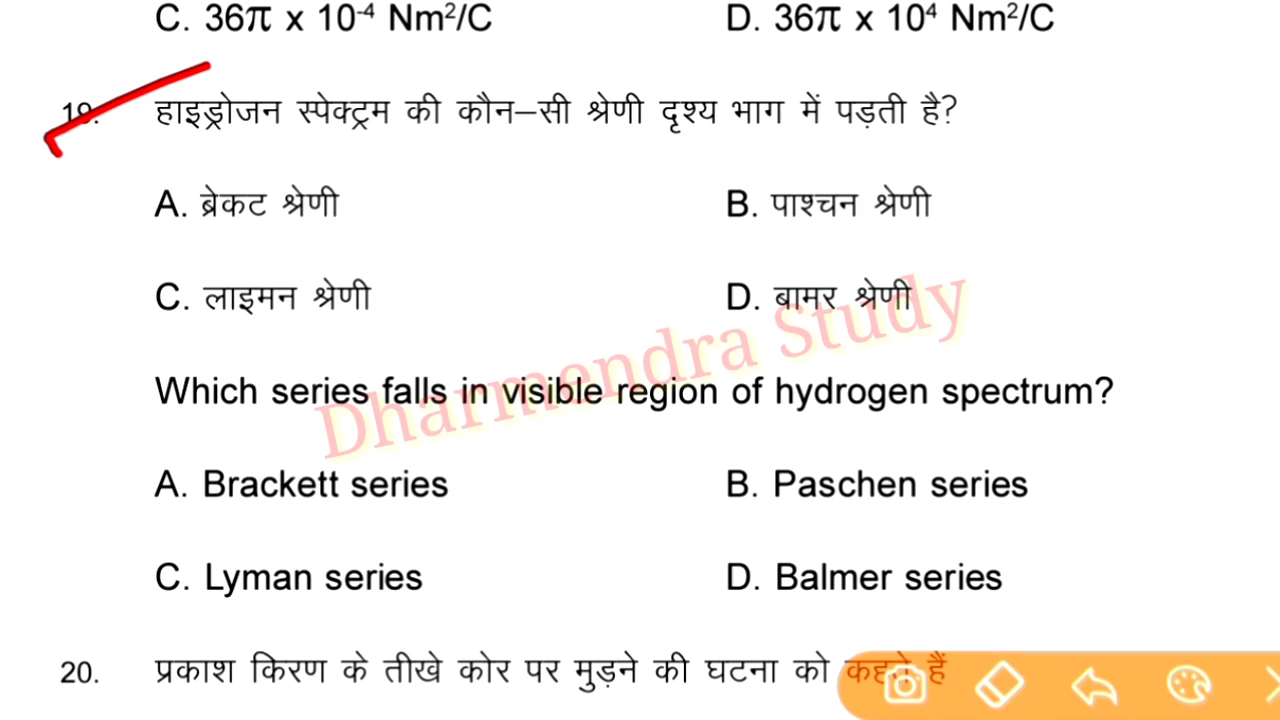 C. 36π x 10⁻⁴ Nm²/C D. 36π x 10⁴ Nm²/C
19. हाइड्रोजन स्पेक्ट्रम की कौन–सी श्रेणी दृश्य भाग में पड़ती है?
A. ब्रेकट श्रेणी B. पाश्चन श्रेणी
C. लाइमन श्रेणी D. बामर श्रेणी
Dharmendra Study
Which series falls in visible region of hydrogen spectrum?
A. Brackett series B. Paschen series
C. Lyman series D. Balmer series
20. प्रकाश किरण के तीखे कोर पर मुड़ने की घटना को कहते हैं